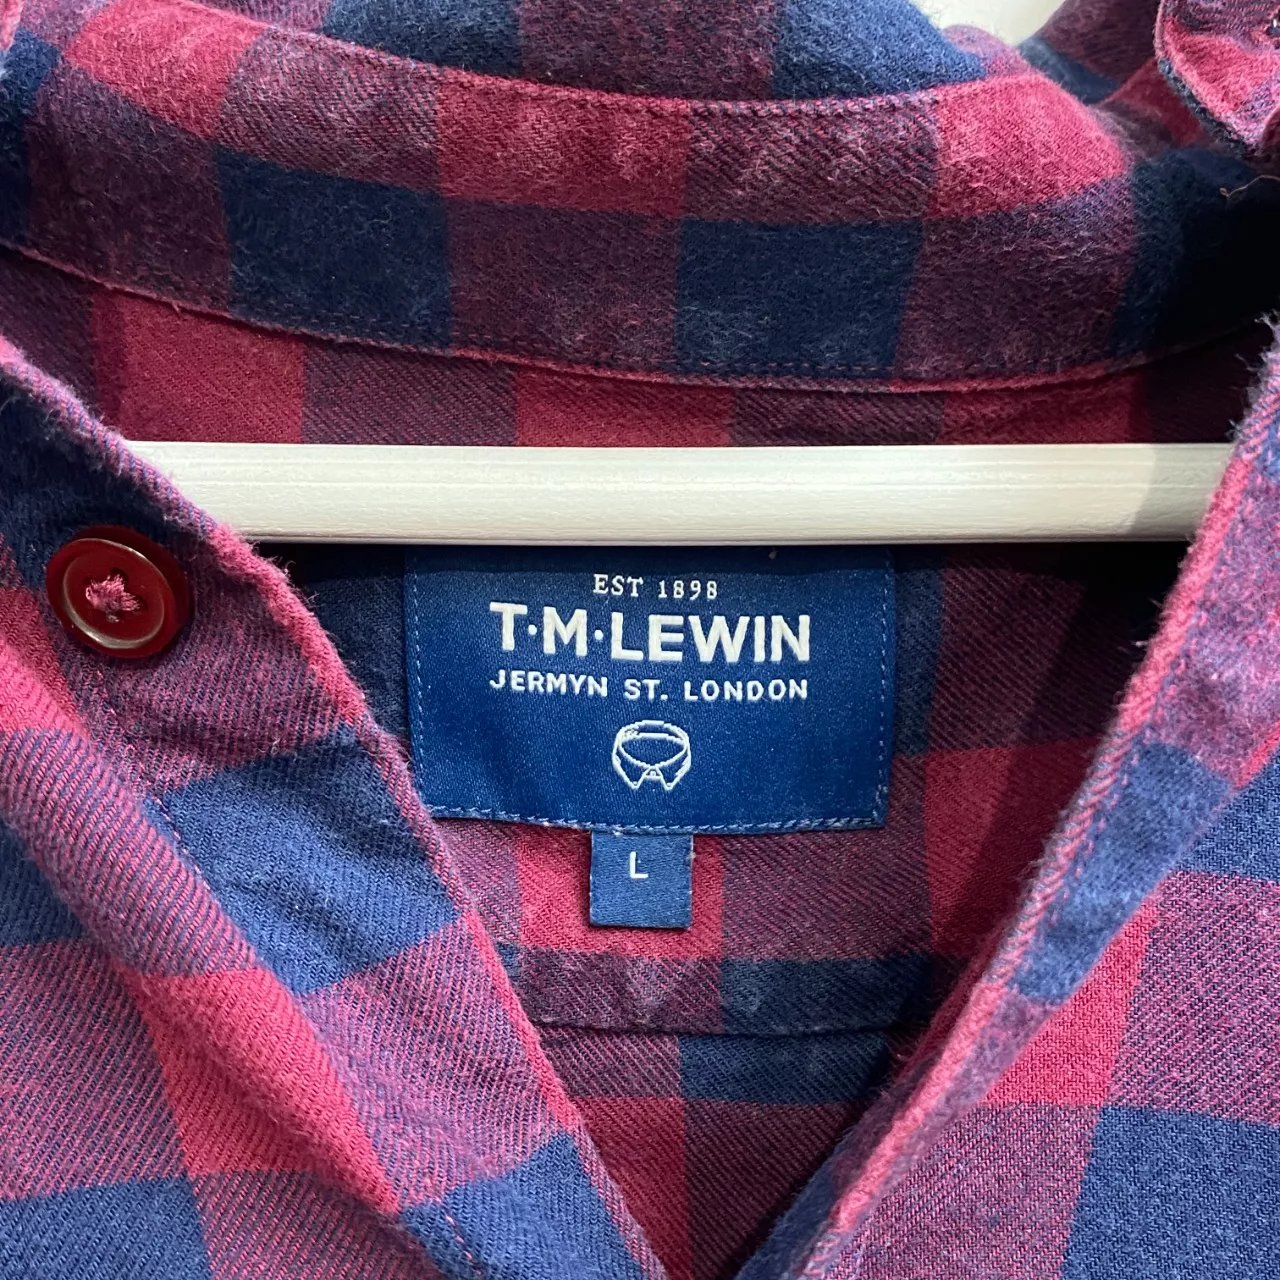 EST 1898
T·M·LEWIN
JERMYN ST. LONDON
L